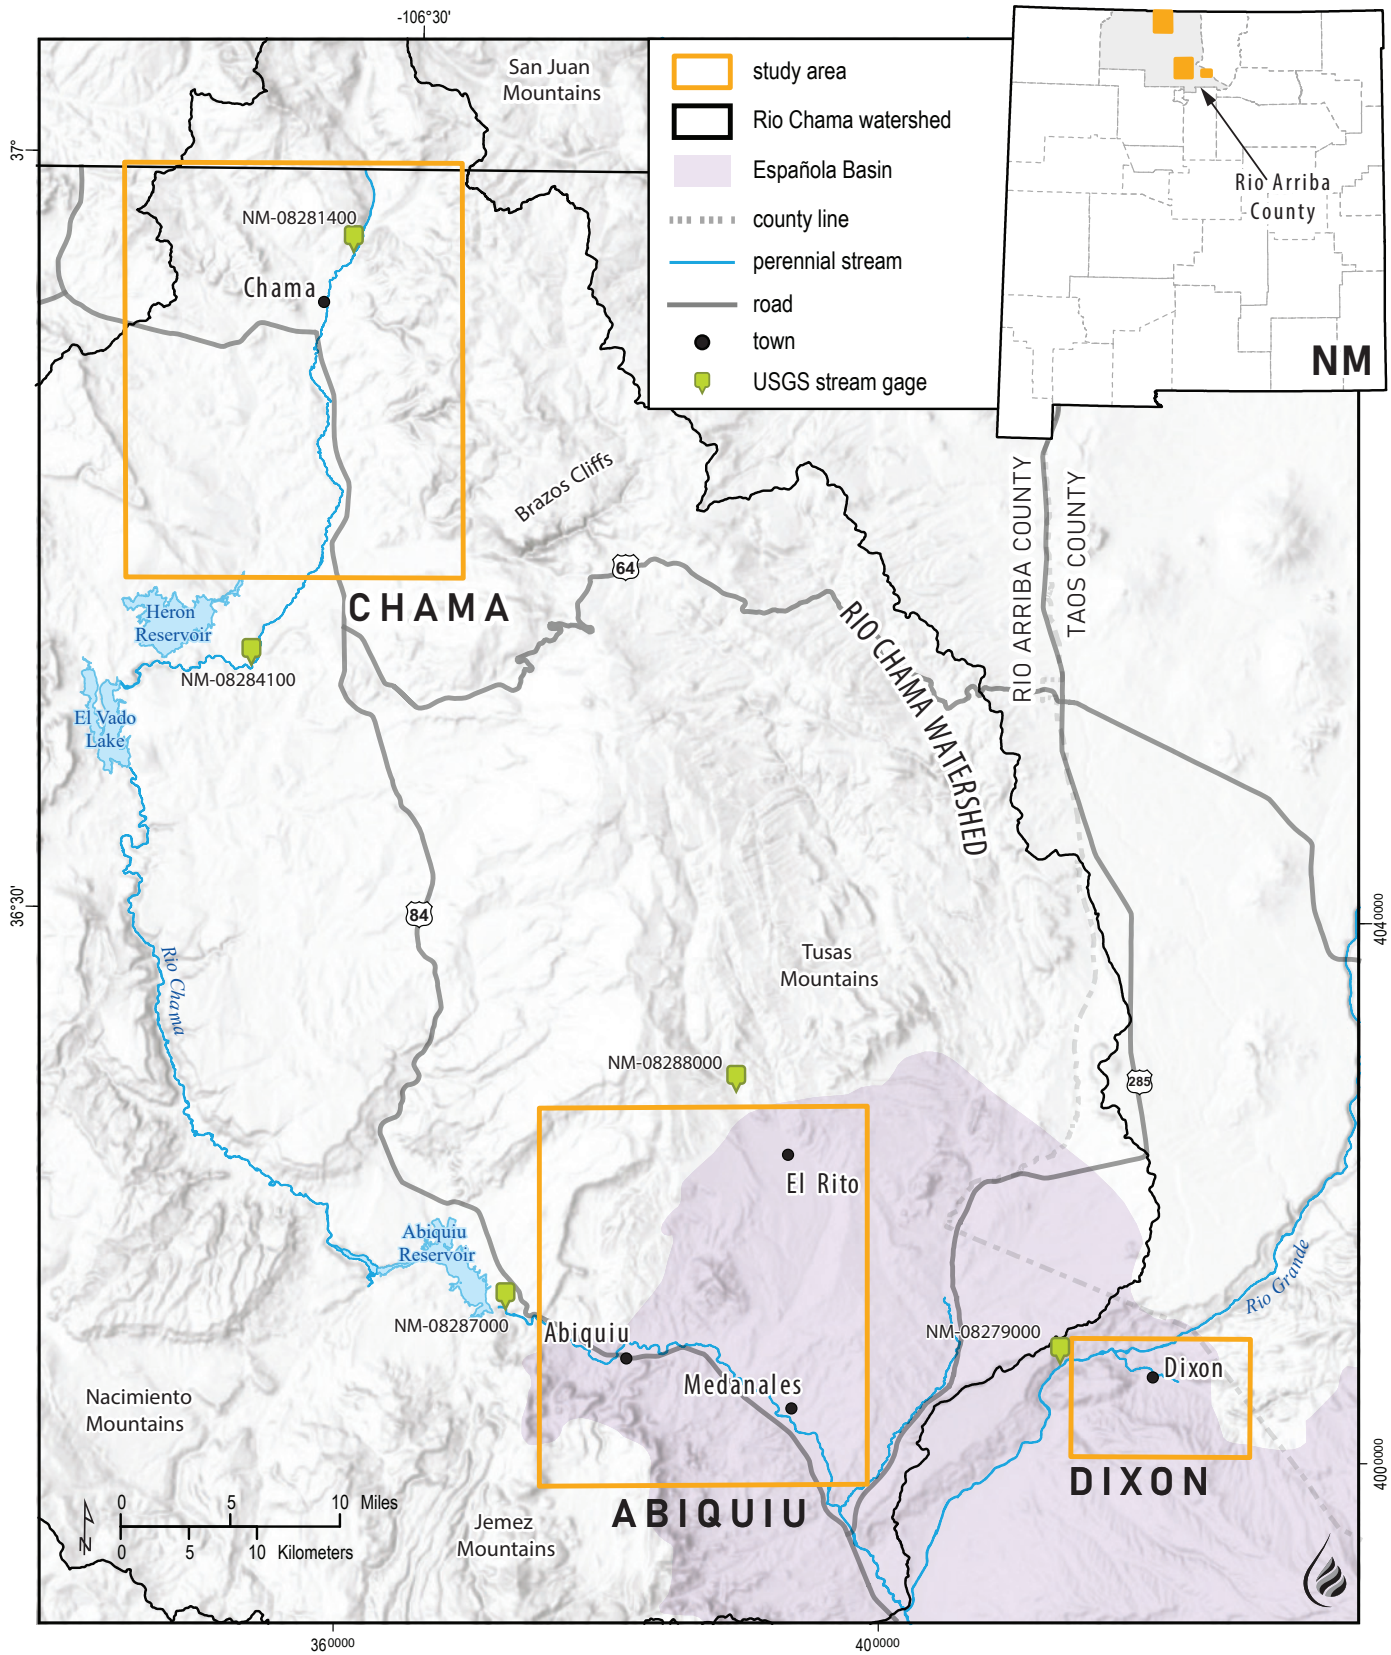 -106°30'
37°
36°30'
San Juan
Mountains
study area
Rio Chama watershed
Española Basin
county line
perennial stream
road
town
USGS stream gage
Rio Arriba
County
NM
NM-08281400
Chama
Brazos Cliffs
64
CHAMA
RIO ARRIBA COUNTY
TAOS COUNTY
Heron
Reservoir
NM-08284100
El Vado
Lake
RIO CHAMA WATERSHED
84
Rio Chama
Tusas
Mountains
4040000
NM-08288000
285
El Rito
Abiquiu
Reservoir
NM-08287000
Abiquiu
Medanales
NM-08279000
Rio Grande
Dixon
Nacimiento
Mountains
DIXON
4000000
ABIQUIU
Jemez
Mountains
0 5 10 Miles
0 5 10 Kilometers
N
360000
400000